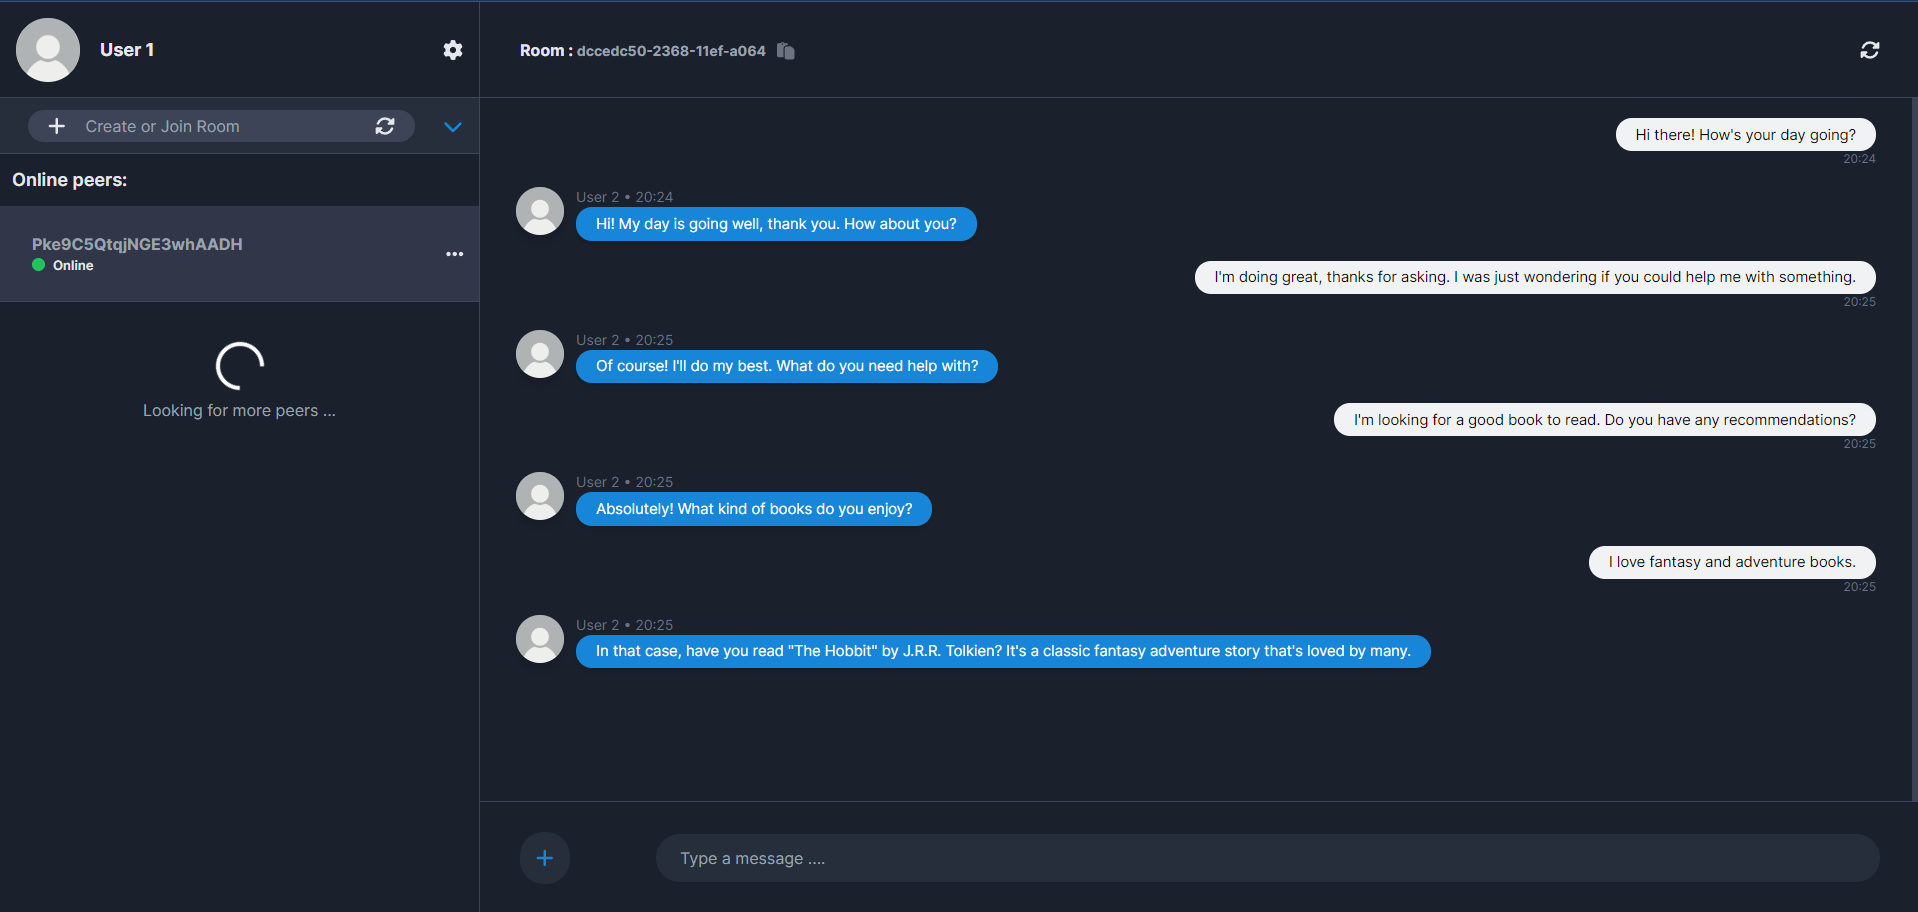 User 1
Create or Join Room
Online peers:
Pke9C5QtqjNGE3whAADH
Online
Looking for more peers ...
Room : dccedc50-2368-11ef-a064
Hi there! How's your day going?
20:24
User 2 • 20:24
Hi! My day is going well, thank you. How about you?
I'm doing great, thanks for asking. I was just wondering if you could help me with something.
20:25
User 2 • 20:25
Of course! I'll do my best. What do you need help with?
I'm looking for a good book to read. Do you have any recommendations?
20:25
User 2 • 20:25
Absolutely! What kind of books do you enjoy?
I love fantasy and adventure books.
20:25
User 2 • 20:25
In that case, have you read "The Hobbit" by J.R.R. Tolkien? It's a classic fantasy adventure story that's loved by many.
Type a message ....